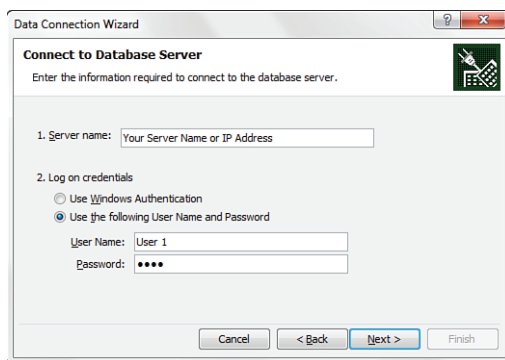 Data Connection Wizard
Connect to Database Server
Enter the information required to connect to the database server.
1. Server name: Your Server Name or IP Address
2. Log on credentials
Use Windows Authentication
Use the following User Name and Password
User Name: User 1
Password: ●●●●
Cancel < Back Next > Finish